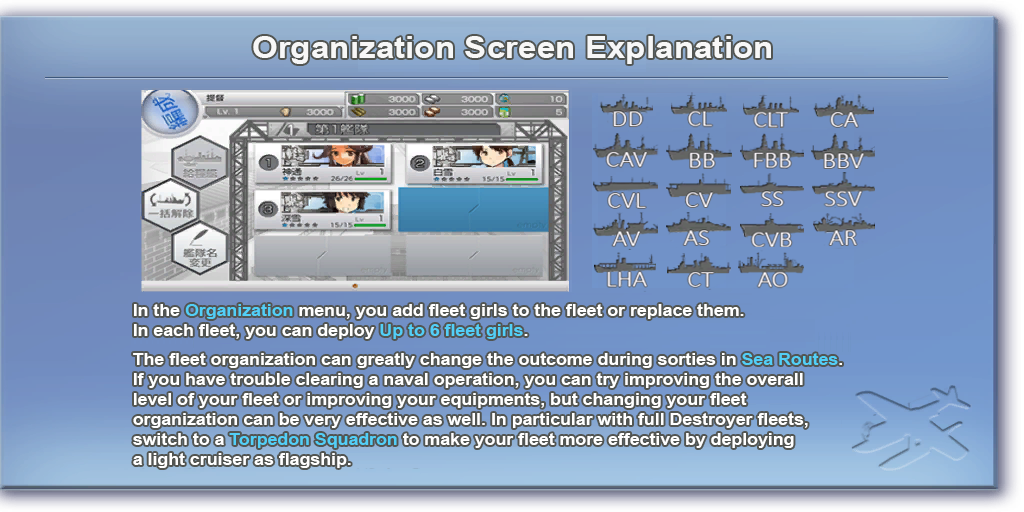 Organization Screen Explanation
提督
Lv. 1
3000
3000
3000
10
3000
3000
3000
5
1
第1艦隊
1
神通
26/26
Lv 1
2
白雪
15/15
Lv 1
3
深雪
15/15
Lv 1
一括解除
艦隊名
変更
DD CL CLT CA
CAV BB FBB BBV
CVL CV SS SSV
AV AS CVB AR
LHA CT AO
In the Organization menu, you add fleet girls to the fleet or replace them.
In each fleet, you can deploy Up to 6 fleet girls.
The fleet organization can greatly change the outcome during sorties in Sea Routes.
If you have trouble clearing a naval operation, you can try improving the overall
level of your fleet or improving your equipments, but changing your fleet
organization can be very effective as well. In particular with full Destroyer fleets,
switch to a Torpedon Squadron to make your fleet more effective by deploying
a light cruiser as flagship.